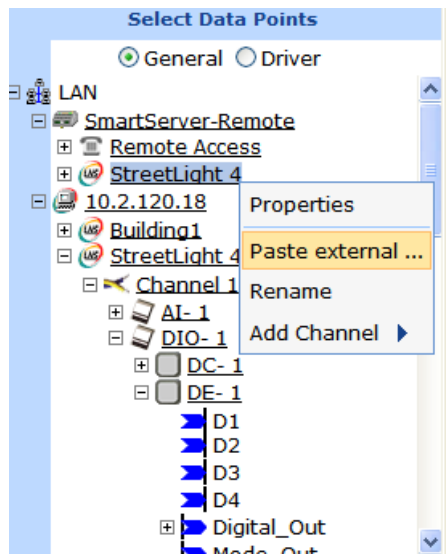 Select Data Points
General Driver
LAN
SmartServer-Remote
Remote Access
StreetLight 4
10.2.120.18
Properties
Building1
Paste external ...
StreetLight 4
Channel 1
Rename
AI- 1
Add Channel
DIO- 1
DC- 1
DE- 1
D1
D2
D3
D4
Digital_Out
Mode_Out